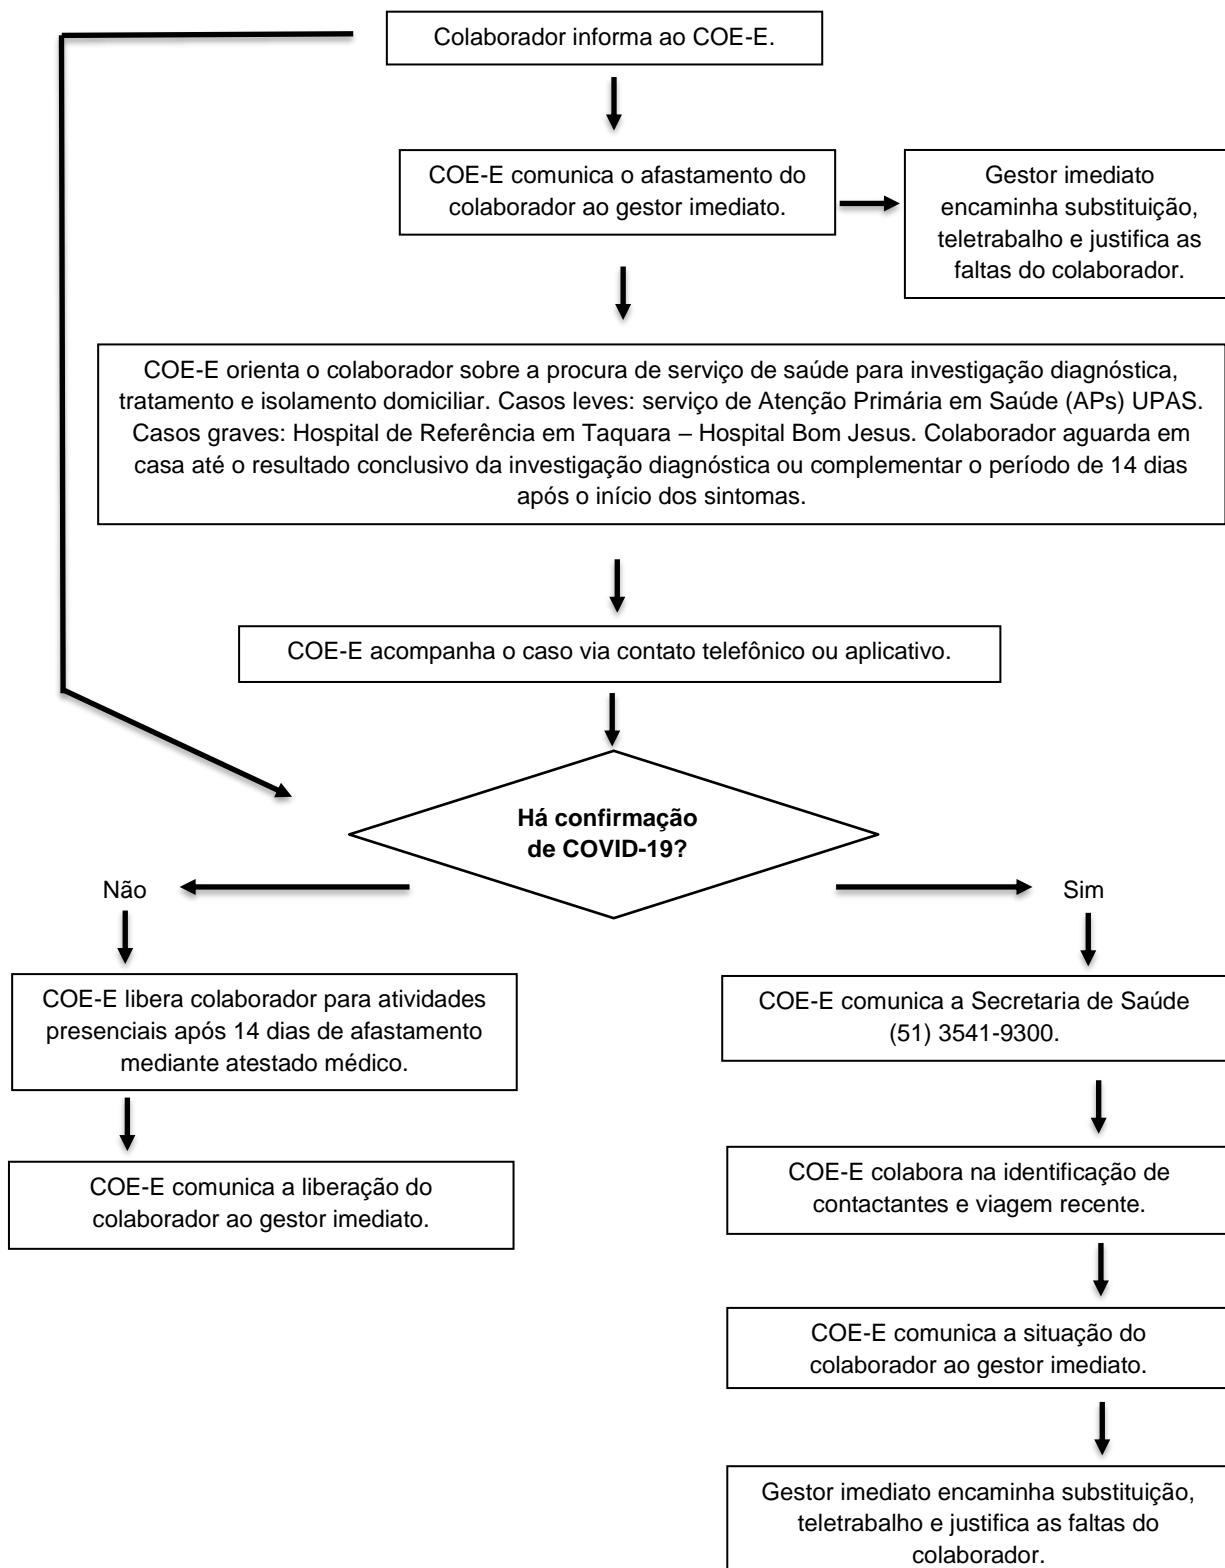 Colaborador informa ao COE-E.
COE-E comunica o afastamento do
colaborador ao gestor imediato.
Gestor imediato
encaminha substituição,
teletrabalho e justifica as
faltas do colaborador.
COE-E orienta o colaborador sobre a procura de serviço de saúde para investigação diagnóstica,
tratamento e isolamento domiciliar. Casos leves: serviço de Atenção Primária em Saúde (APs) UPAS.
Casos graves: Hospital de Referência em Taquara – Hospital Bom Jesus. Colaborador aguarda em
casa até o resultado conclusivo da investigação diagnóstica ou complementar o período de 14 dias
após o início dos sintomas.
COE-E acompanha o caso via contato telefônico ou aplicativo.
Há confirmação
de COVID-19?
Não
Sim
COE-E libera colaborador para atividades
presenciais após 14 dias de afastamento
mediante atestado médico.
COE-E comunica a liberação do
colaborador ao gestor imediato.
COE-E comunica a Secretaria de Saúde
(51) 3541-9300.
COE-E colabora na identificação de
contactantes e viagem recente.
COE-E comunica a situação do
colaborador ao gestor imediato.
Gestor imediato encaminha substituição,
teletrabalho e justifica as faltas do
colaborador.